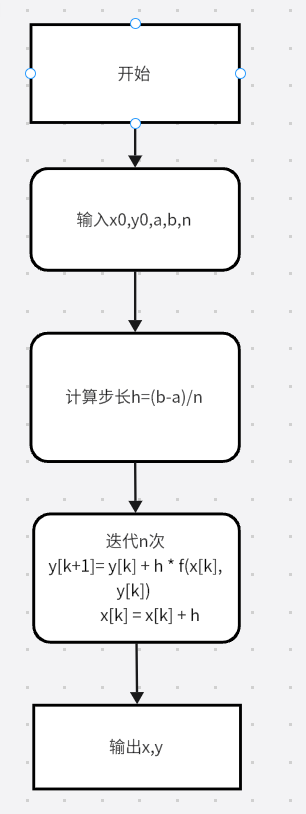 开始
输入x0,y0,a,b,n
计算步长h=(b-a)/n
迭代n次
y[k+1]= y[k] + h * f(x[k],
y[k])
x[k] = x[k] + h
输出x,y